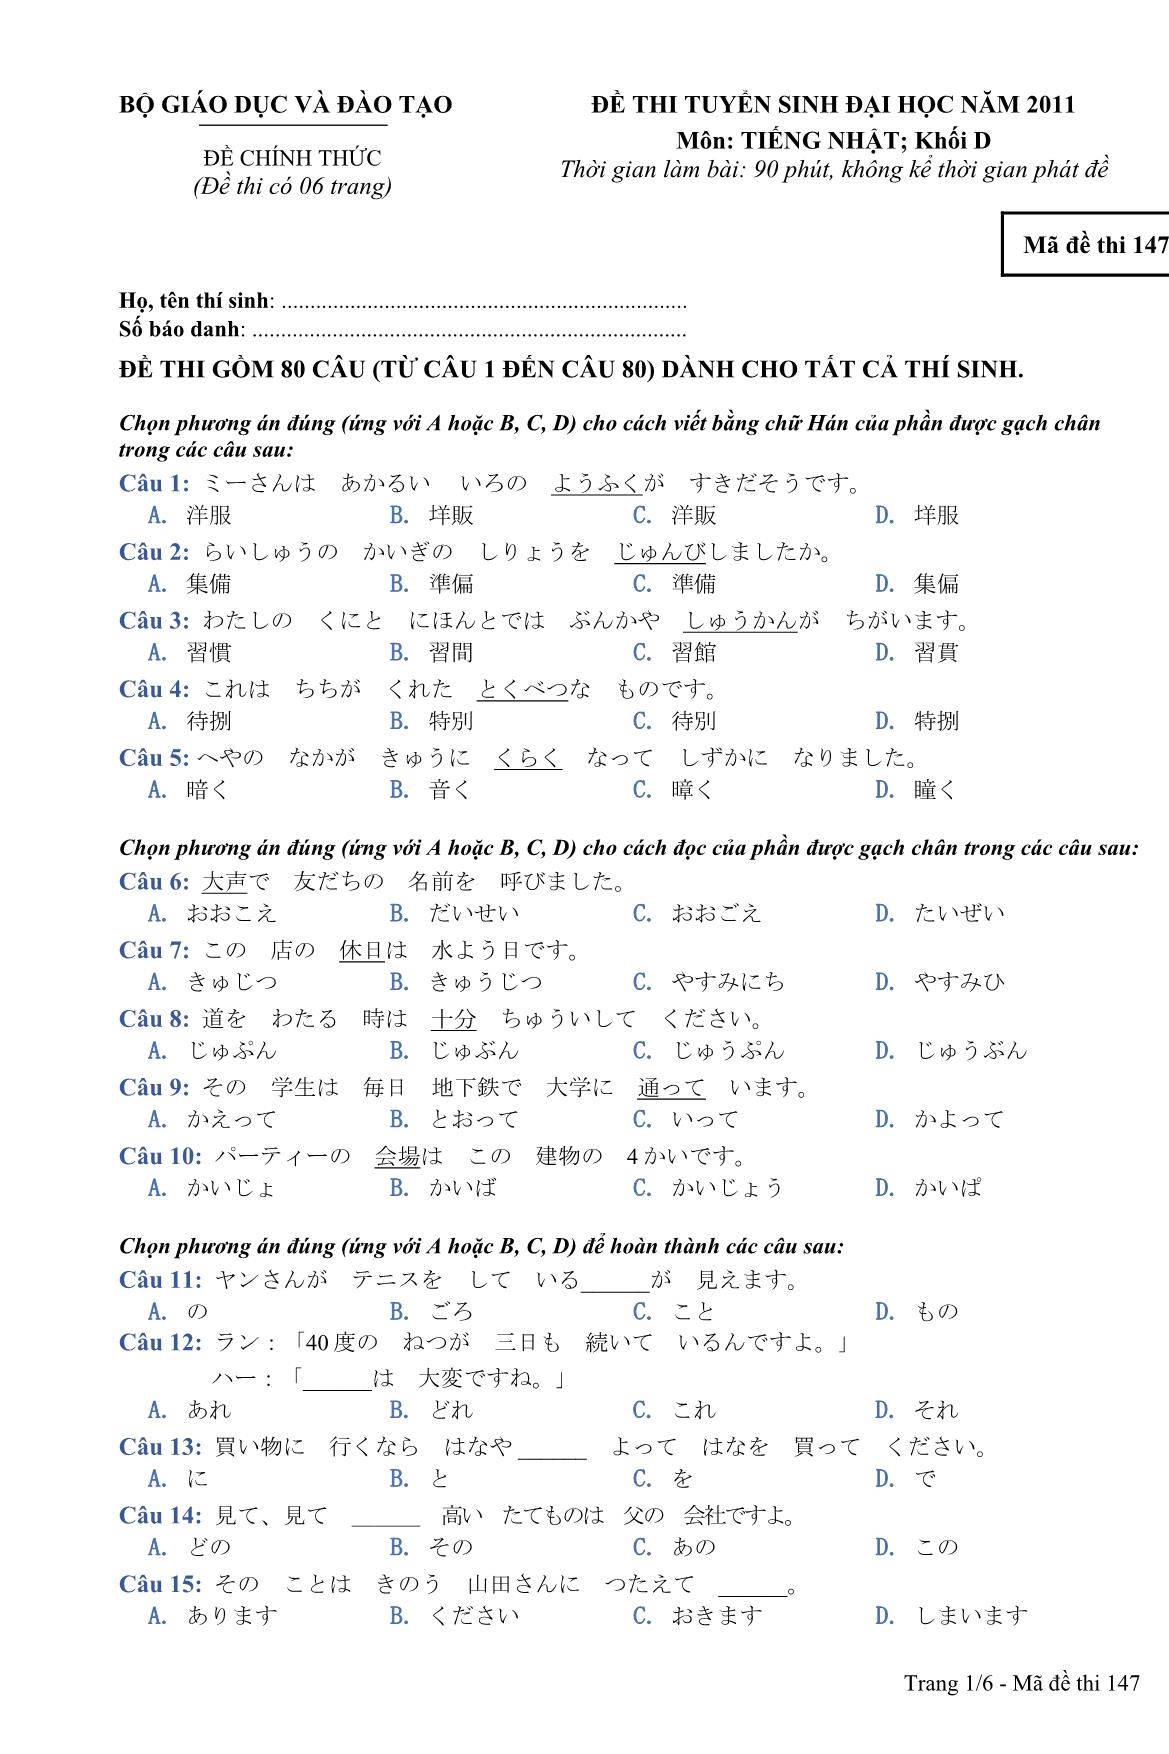 BỘ GIÁO DỤC VÀ ĐÀO TẠO
ĐỀ CHÍNH THỨC
(Đề thi có 06 trang)
ĐỀ THI TUYỂN SINH ĐẠI HỌC NĂM 2011
Môn: TIẾNG NHẬT; Khối D
Thời gian làm bài: 90 phút, không kể thời gian phát đề
Mã đề thi 147
Họ, tên thí sinh: .......................................................................
Số báo danh: ............................................................................
ĐỀ THI GỒM 80 CÂU (TỪ CÂU 1 ĐẾN CÂU 80) DÀNH CHO TẤT CẢ THÍ SINH.
Chọn phương án đúng (ứng với A hoặc B, C, D) cho cách viết bằng chữ Hán của phần được gạch chân
trong các câu sau:
Câu 1: ミーさんは あかるい いろの ようふくが すきだそうです。
A. 洋服 B. 垟販 C. 洋販 D. 垟服
Câu 2: らいしゅうの かいぎの しりょうを じゅんびしましたか。
A. 集備 B. 準偏 C. 準備 D. 集偏
Câu 3: わたしの くにと にほんとでは ぶんかや しゅうかんが ちがいます。
A. 習慣 B. 習間 C. 習館 D. 習貫
Câu 4: これは ちちが くれた とくべつな ものです。
A. 待捌 B. 特別 C. 待別 D. 特捌
Câu 5: へやの なかが きゅうに くらく なって しずかに なりました。
A. 暗く B. 音く C. 暲く D. 瞳く
Chọn phương án đúng (ứng với A hoặc B, C, D) cho cách đọc của phần được gạch chân trong các câu sau:
Câu 6: 大声で 友だちの 名前を 呼びました。
A. おおこえ B. だいせい C. おおごえ D. たいぜい
Câu 7: この 店の 休日は 水よう日です。
A. きゅじつ B. きゅうじつ C. やすみにち D. やすみひ
Câu 8: 道を わたる 時は 十分 ちゅういして ください。
A. じゅぷん B. じゅぶん C. じゅうぷん D. じゅうぶん
Câu 9: その 学生は 毎日 地下鉄で 大学に 通って います。
A. かえって B. とおって C. いって D. かよって
Câu 10: パーティーの 会場は この 建物の 4かいです。
A. かいじょ B. かいば C. かいじょう D. かいぱ
Chọn phương án đúng (ứng với A hoặc B, C, D) để hoàn thành các câu sau:
Câu 11: ヤンさんが テニスを して いる______が 見えます。
A. の B. ごろ C. こと D. もの
Câu 12: ラン：「40度の ねつが 三日も 続いて いるんですよ。」
ハー：「______は 大変ですね。」
A. あれ B. どれ C. これ D. それ
Câu 13: 買い物に 行くなら はなや______ よって はなを 買って ください。
A. に B. と C. を D. で
Câu 14: 見て、見て ______ 高い たてものは 父の 会社ですよ。
A. どの B. その C. あの D. この
Câu 15: その ことは きのう 山田さんに つたえて ______。
A. あります B. ください C. おきます D. しまいます
Trang 1/6 - Mã đề thi 147